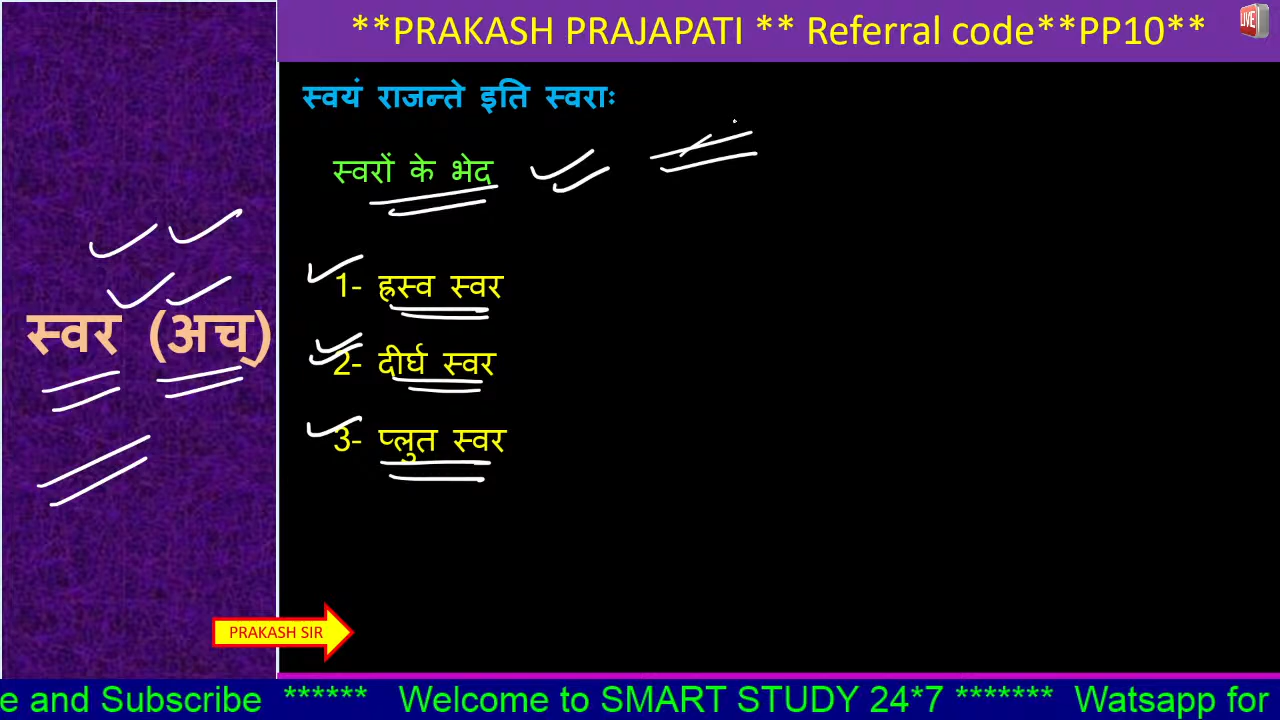 **PRAKASH PRAJAPATI ** Referral code**PP10**
LIVE
स्वयं राजन्ते इति स्वराः
स्वरों के भेद
स्वर (अच्)
1- ह्रस्व स्वर
2- दीर्घ स्वर
3- प्लुत स्वर
PRAKASH SIR
e and Subscribe ****** Welcome to SMART STUDY 24*7 ******* Watsapp for